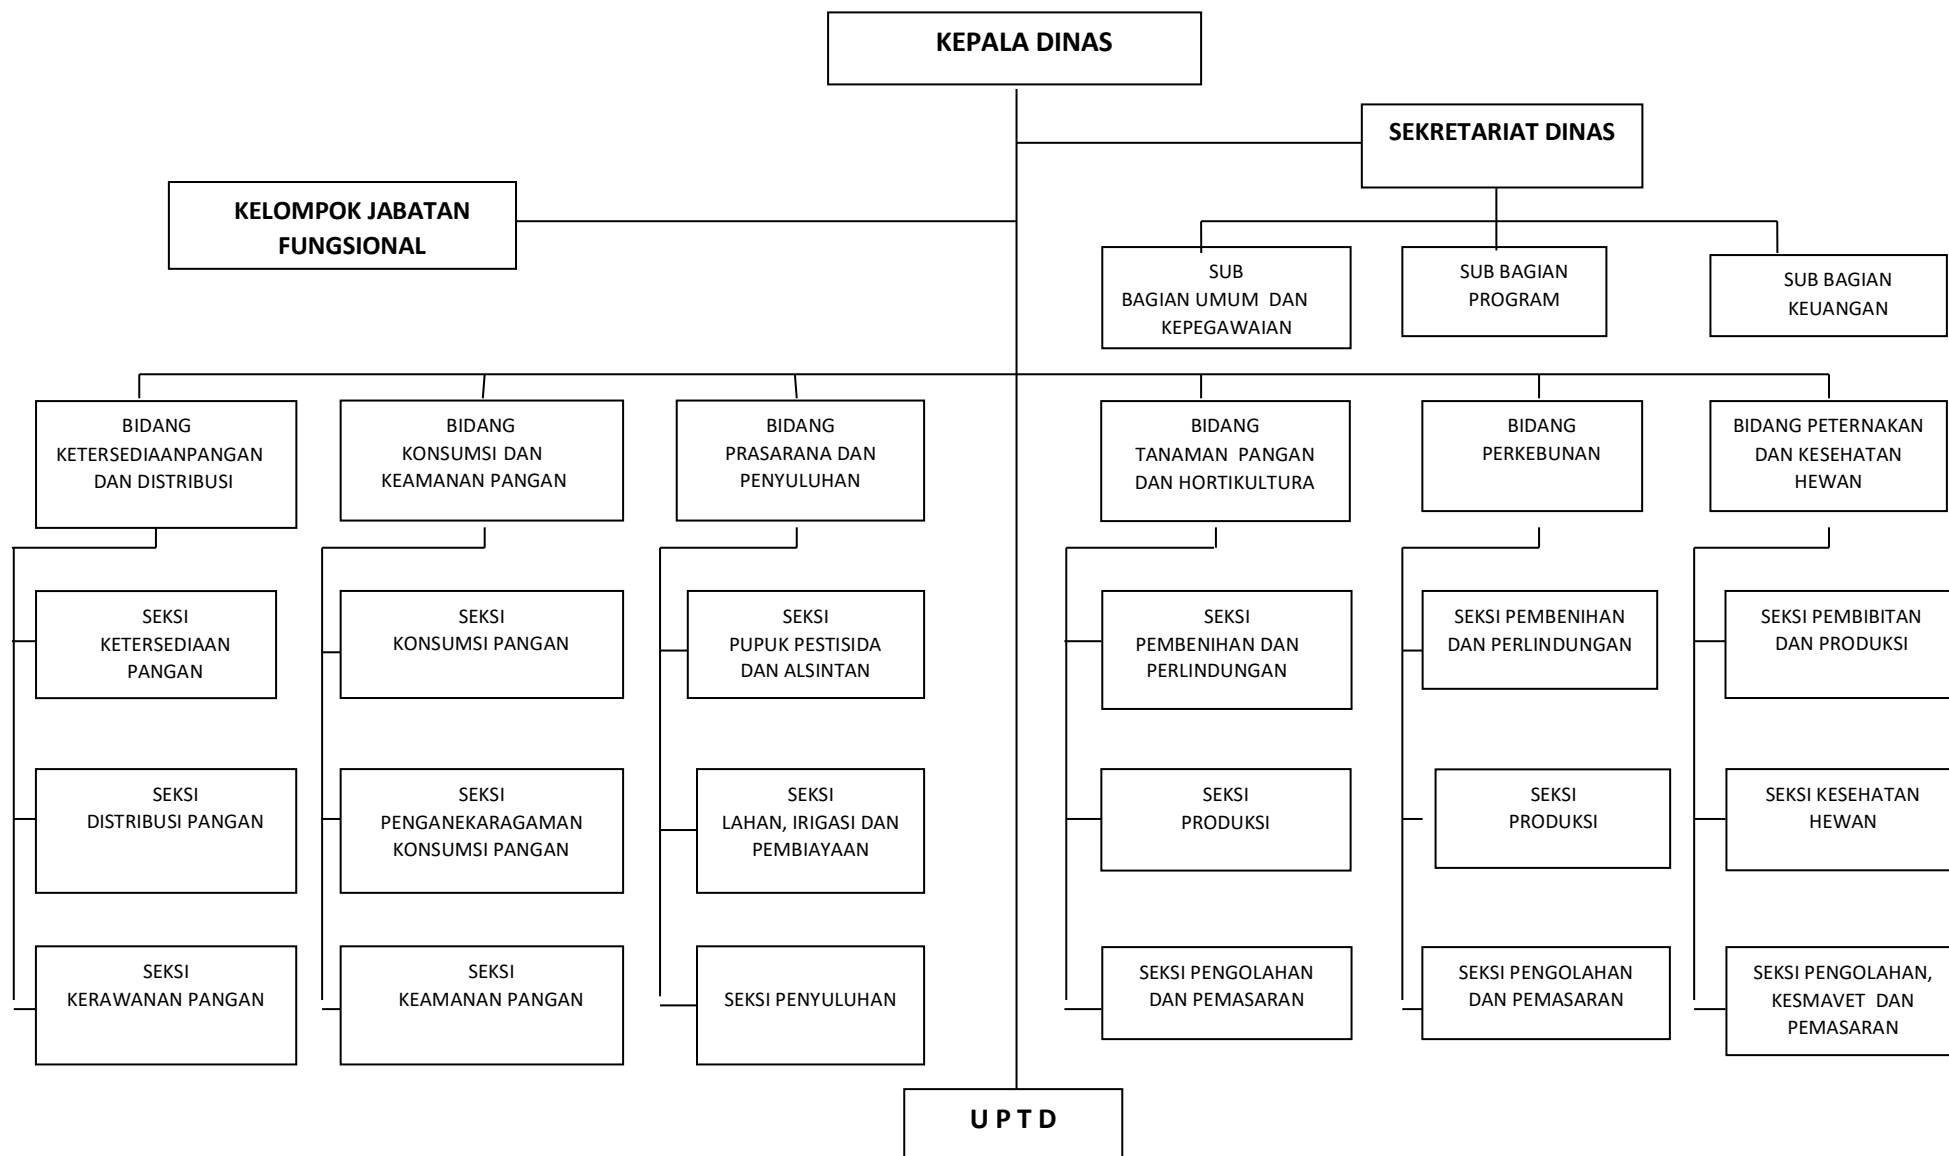 KEPALA DINAS
SEKRETARIAT DINAS
KELOMPOK JABATAN
FUNGSIONAL
SUB
BAGIAN UMUM DAN
KEPEGAWAIAN
SUB BAGIAN
PROGRAM
SUB BAGIAN
KEUANGAN
BIDANG
KETERSEDIAANPANGAN
DAN DISTRIBUSI
BIDANG
KONSUMSI DAN
KEAMANAN PANGAN
BIDANG
PRASARANA DAN
PENYULUHAN
BIDANG
TANAMAN PANGAN
DAN HORTIKULTURA
BIDANG
PERKEBUNAN
BIDANG PETERNAKAN
DAN KESEHATAN
HEWAN
SEKSI
KETERSEDIAAN
PANGAN
SEKSI
KONSUMSI PANGAN
SEKSI
PUPUK PESTISIDA
DAN ALSINTAN
SEKSI
PEMBENIHAN DAN
PERLINDUNGAN
SEKSI PEMBENIHAN
DAN PERLINDUNGAN
SEKSI PEMBIBITAN
DAN PRODUKSI
SEKSI
DISTRIBUSI PANGAN
SEKSI
PENGANEKARAGAMAN
KONSUMSI PANGAN
SEKSI
LAHAN, IRIGASI DAN
PEMBIAYAAN
SEKSI
PRODUKSI
SEKSI
PRODUKSI
SEKSI KESEHATAN
HEWAN
SEKSI
KERAWANAN PANGAN
SEKSI
KEAMANAN PANGAN
SEKSI PENYULUHAN
SEKSI PENGOLAHAN
DAN PEMASARAN
SEKSI PENGOLAHAN
DAN PEMASARAN
SEKSI PENGOLAHAN,
KESMAVET DAN
PEMASARAN
U P T D